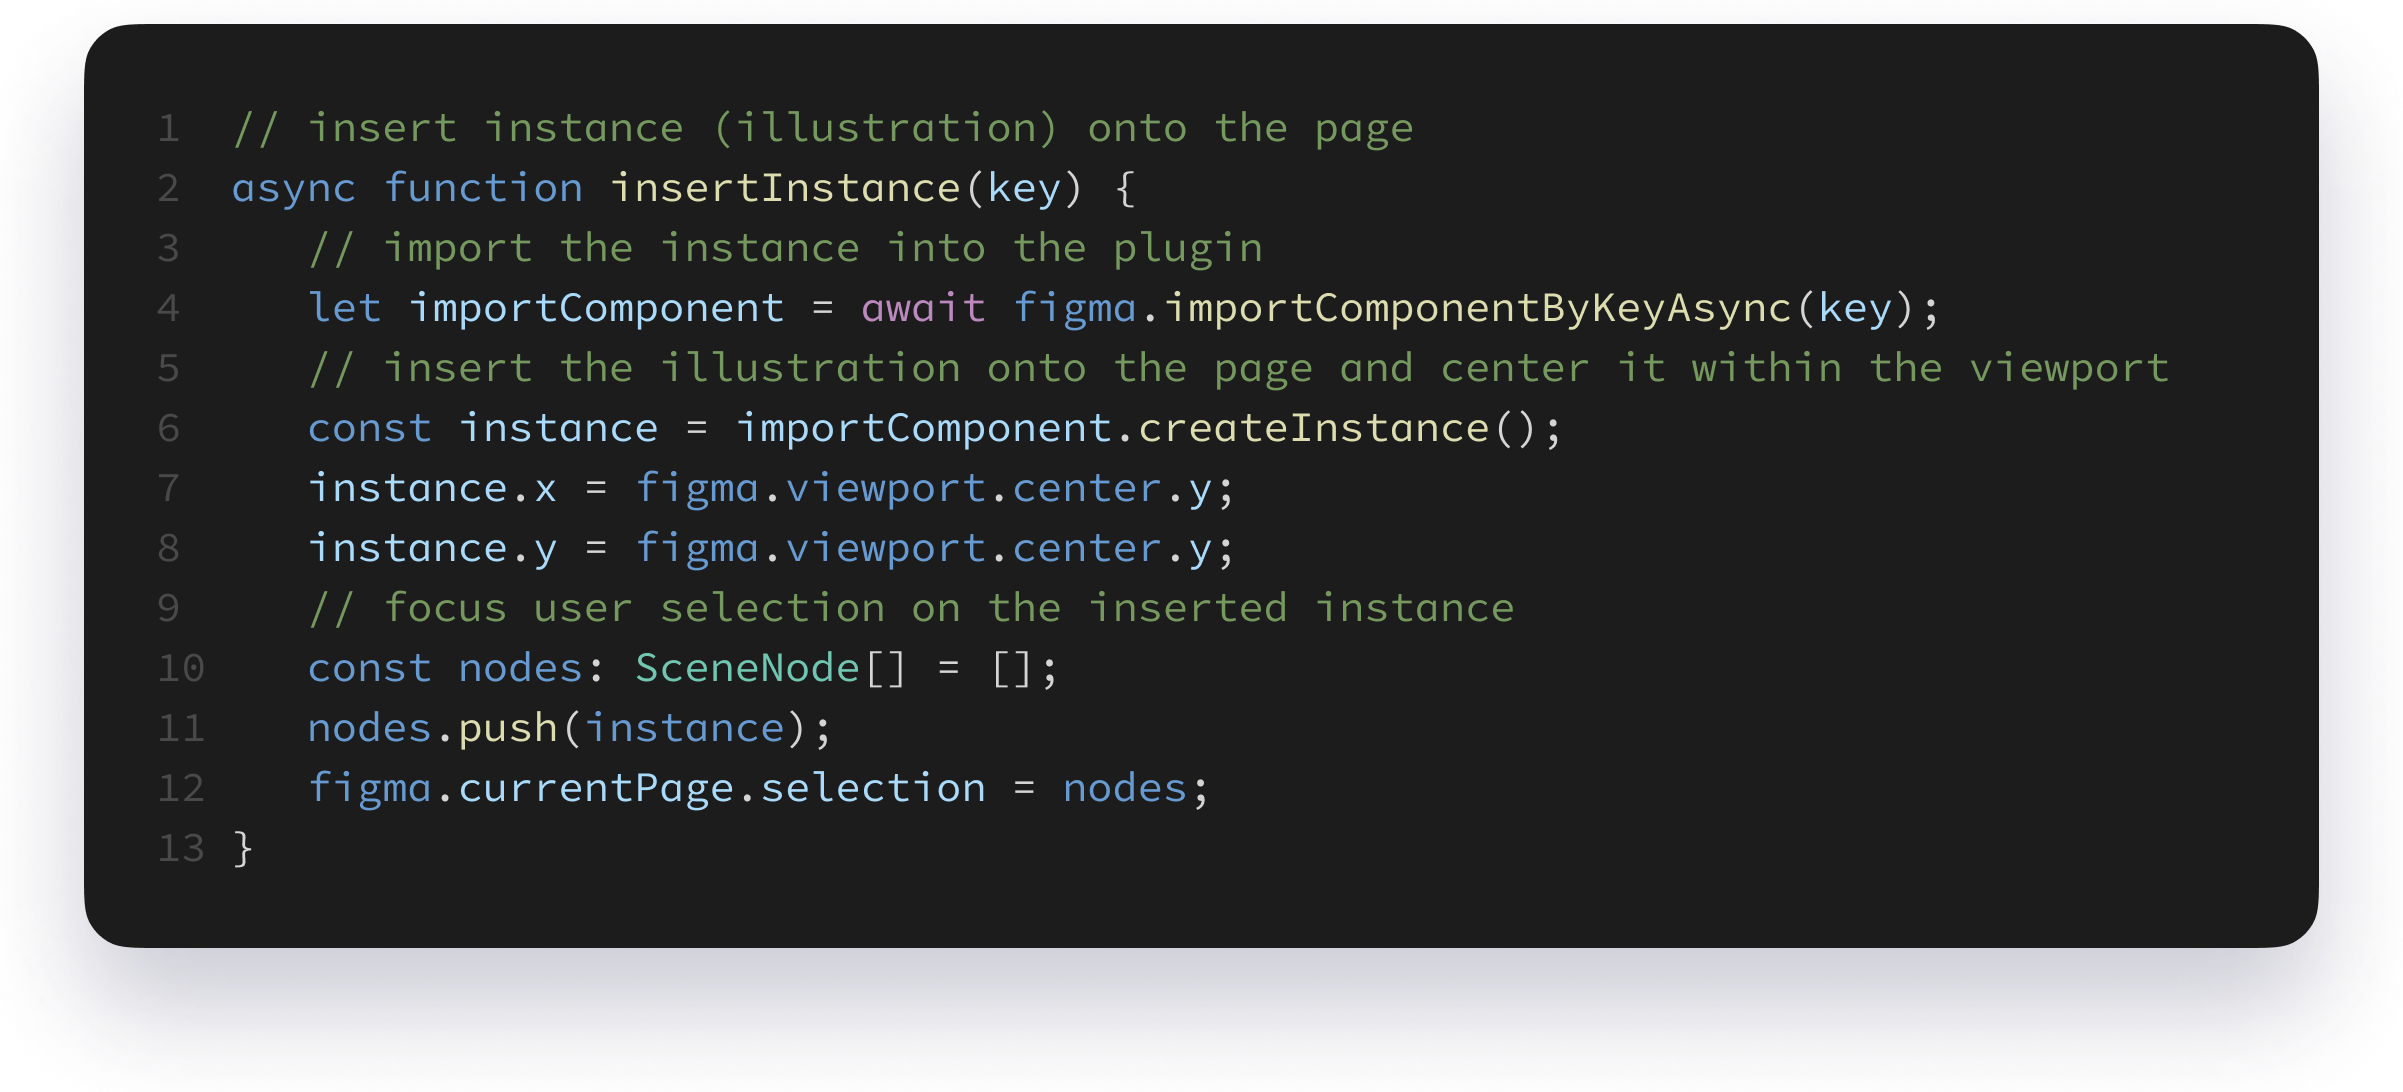 1 // insert instance (illustration) onto the page
2 async function insertInstance(key) {
3 // import the instance into the plugin
4 let importComponent = await figma.importComponentByKeyAsync(key);
5 // insert the illustration onto the page and center it within the viewport
6 const instance = importComponent.createInstance();
7 instance.x = figma.viewport.center.y;
8 instance.y = figma.viewport.center.y;
9 // focus user selection on the inserted instance
10 const nodes: SceneNode[] = [];
11 nodes.push(instance);
12 figma.currentPage.selection = nodes;
13 }